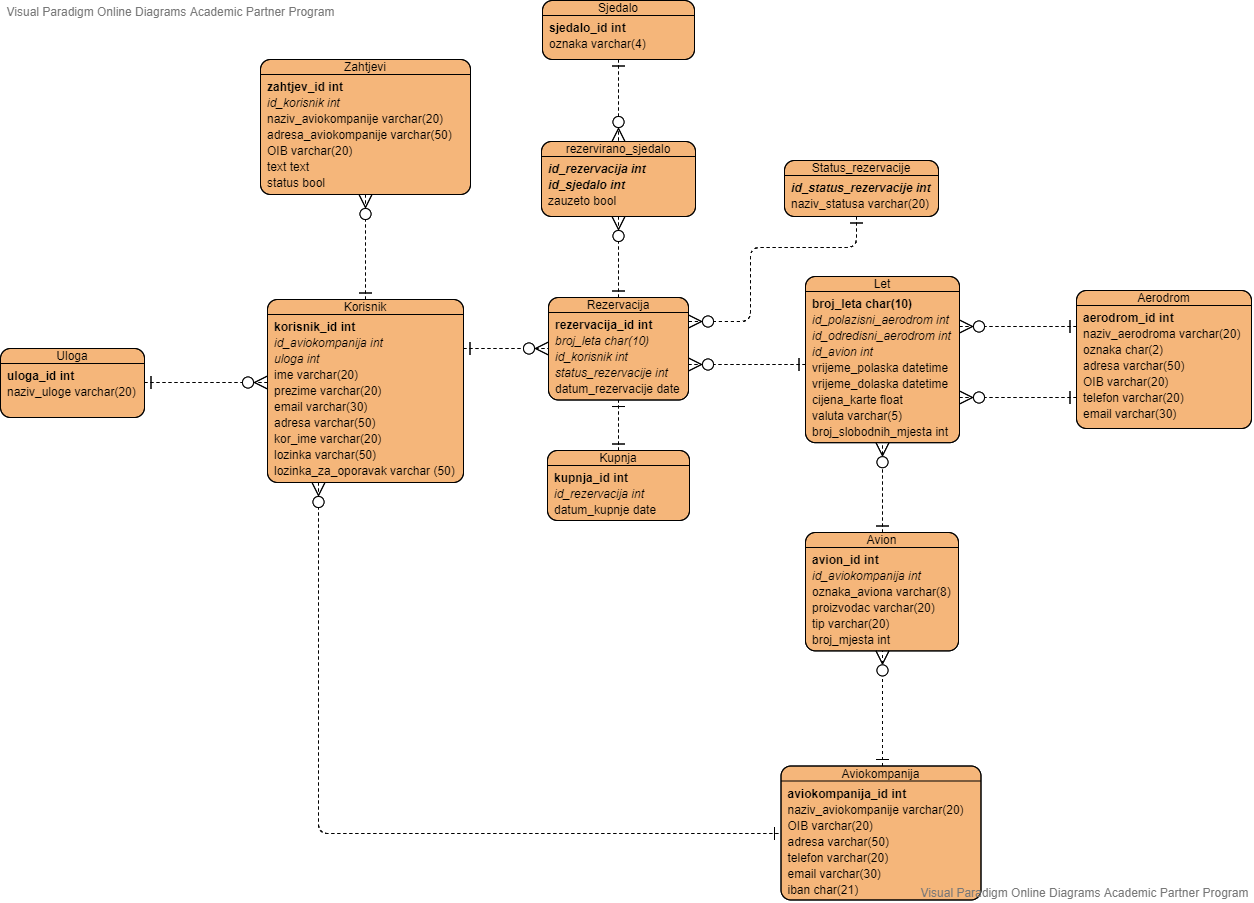 Visual Paradigm Online Diagrams Academic Partner Program
Sjedalo
sjedalo_id int
oznaka varchar(4)
Zahtjevi
zahtjev_id int
id_korisnik int
naziv_aviokompanije varchar(20)
adresa_aviokompanije varchar(50)
OIB varchar(20)
text text
status bool
rezervirano_sjedalo
id_rezervacija int
id_sjedalo int
zauzeto bool
Status_rezervacije
id_status_rezervacije int
naziv_statusa varchar(20)
Uloga
uloga_id int
naziv_uloge varchar(20)
Korisnik
korisnik_id int
id_aviokompanija int
uloga int
ime varchar(20)
prezime varchar(20)
email varchar(30)
adresa varchar(50)
kor_ime varchar(20)
lozinka varchar(50)
lozinka_za_oporavak varchar (50)
Rezervacija
rezervacija_id int
broj_leta char(10)
id_korisnik int
status_rezervacije int
datum_rezervacije date
Let
broj_leta char(10)
id_polazisni_aerodrom int
id_odredisni_aerodrom int
id_avion int
vrijeme_polaska datetime
vrijeme_dolaska datetime
cijena_karte float
valuta varchar(5)
broj_slobodnih_mjesta int
Aerodrom
aerodrom_id int
naziv_aerodroma varchar(20)
oznaka char(2)
adresa varchar(50)
OIB varchar(20)
telefon varchar(20)
email varchar(30)
Kupnja
kupnja_id int
id_rezervacija int
datum_kupnje date
Avion
avion_id int
id_aviokompanija int
oznaka_aviona varchar(8)
proizvodac varchar(20)
tip varchar(20)
broj_mjesta int
Aviokompanija
aviokompanija_id int
naziv_aviokompanije varchar(20)
OIB varchar(20)
adresa varchar(50)
telefon varchar(20)
email varchar(30)
iban char(21)
Visual Paradigm Online Diagrams Academic Partner Program